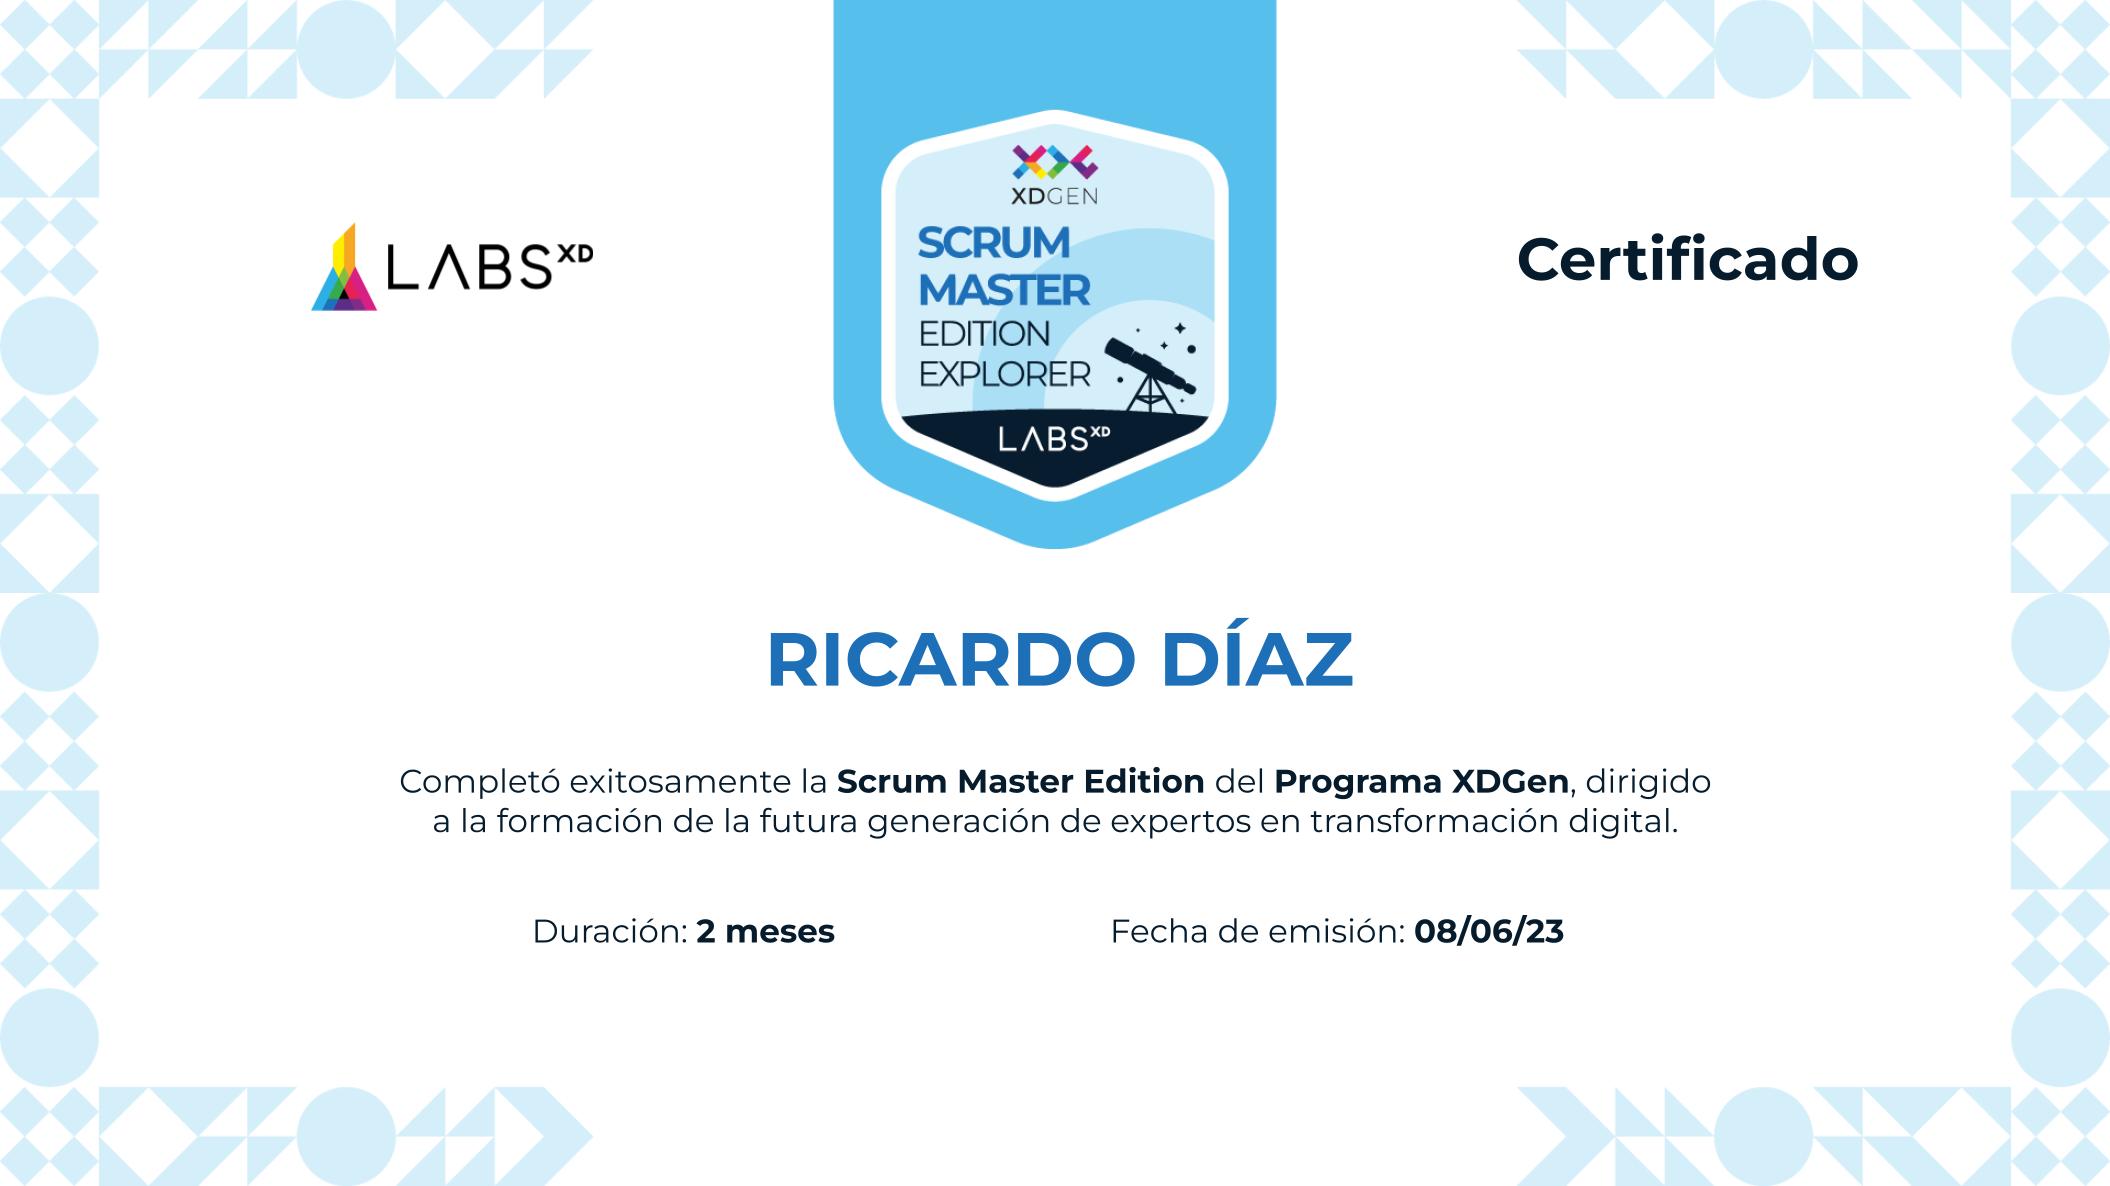 LABS XD
XDGEN
SCRUM
MASTER
EDITION
EXPLORER
LABS XD
Certificado
RICARDO DÍAZ
Completó exitosamente la Scrum Master Edition del Programa XDGen, dirigido
a la formación de la futura generación de expertos en transformación digital.
Duración: 2 meses
Fecha de emisión: 08/06/23